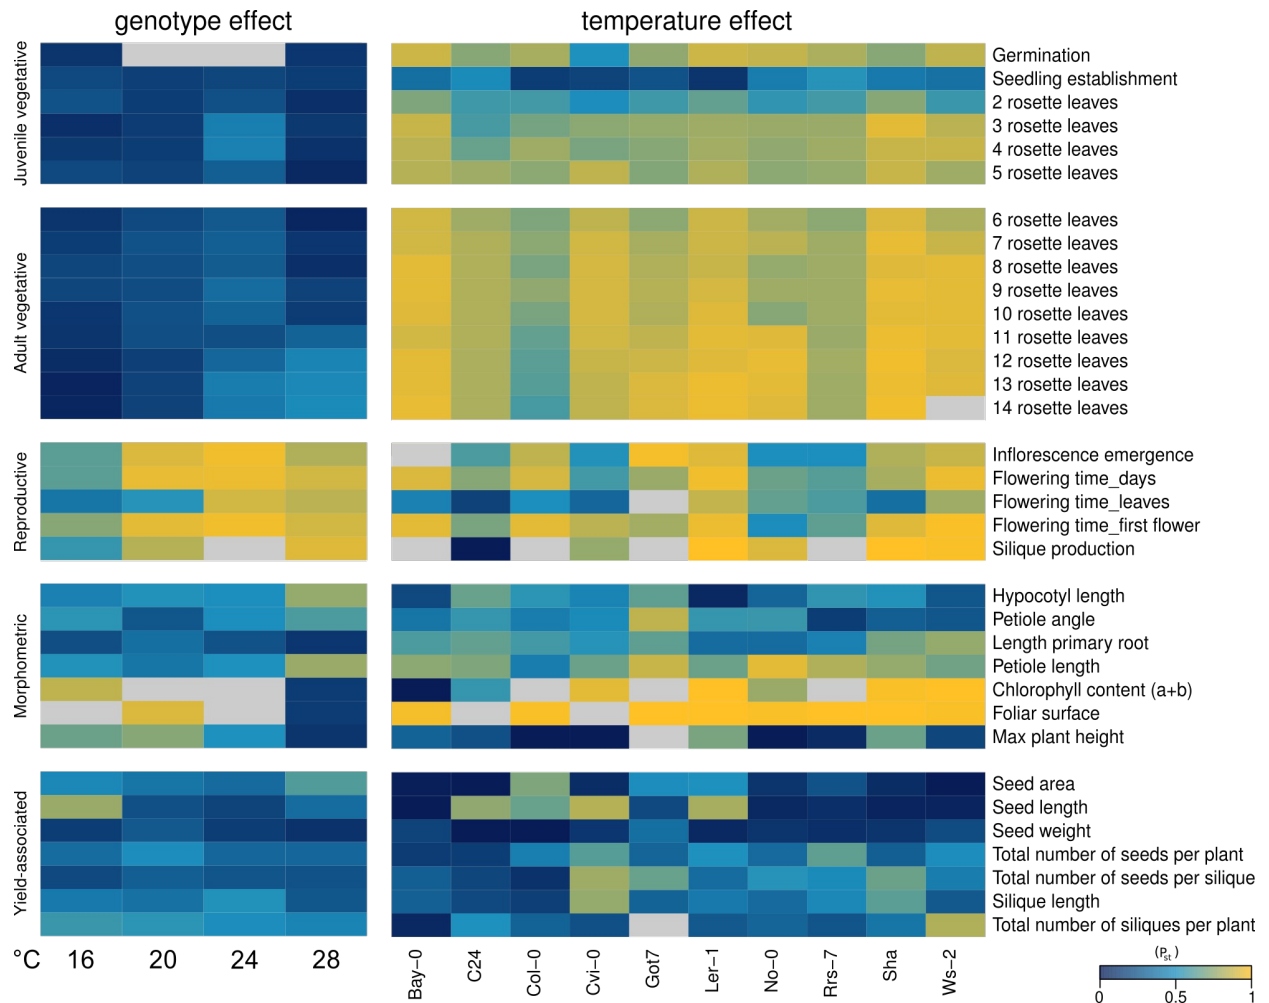 genotype effect
temperature effect
Juvenile vegetative
Germination
Seedling establishment
2 rosette leaves
3 rosette leaves
4 rosette leaves
5 rosette leaves
Adult vegetative
6 rosette leaves
7 rosette leaves
8 rosette leaves
9 rosette leaves
10 rosette leaves
11 rosette leaves
12 rosette leaves
13 rosette leaves
14 rosette leaves
Reproductive
Inflorescence emergence
Flowering time_days
Flowering time_leaves
Flowering time_first flower
Silique production
Morphometric
Hypocotyl length
Petiole angle
Length primary root
Petiole length
Chlorophyll content (a+b)
Foliar surface
Max plant height
Yield-associated
Seed area
Seed length
Seed weight
Total number of seeds per plant
Total number of seeds per silique
Silique length
Total number of siliques per plant
°C 16 20 24 28
Bay−0
C24
Col−0
Cvi−0
Got7
Ler−1
No−0
Rrs−7
Sha
Ws−2
(Pst)
0 0.5 1